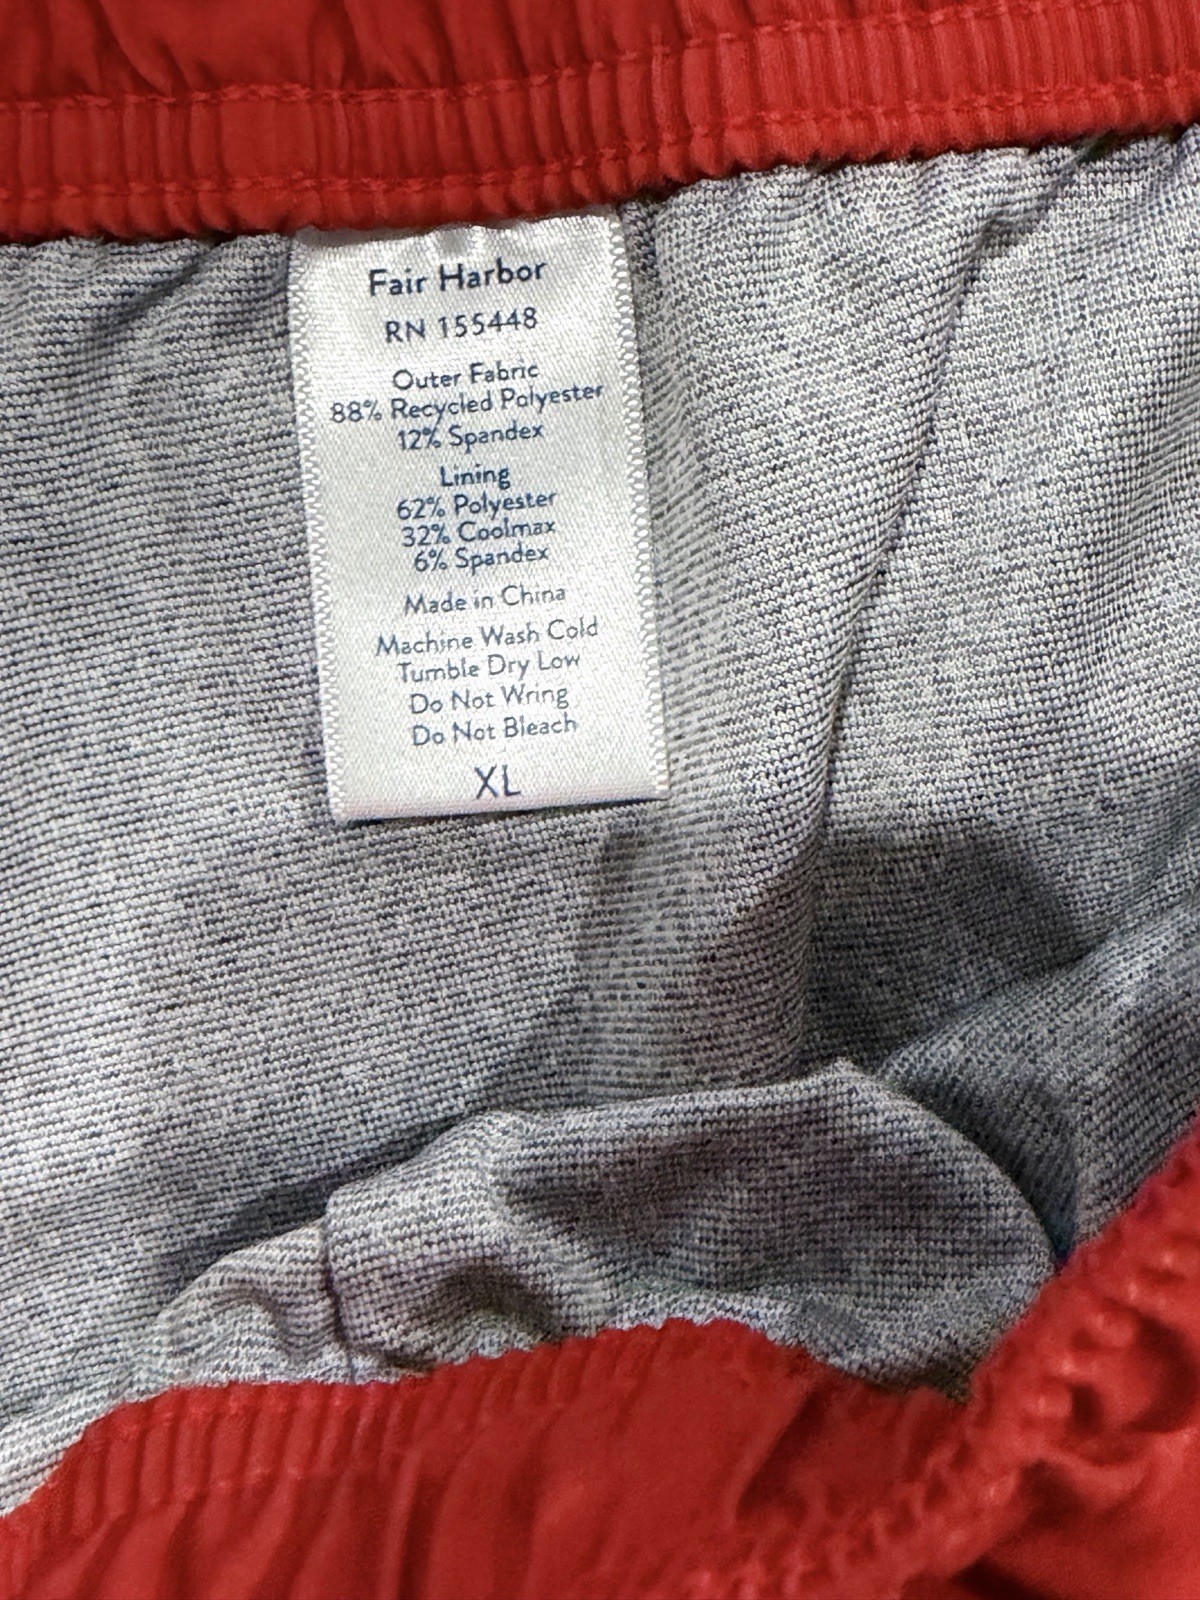 Fair Harbor
RN 155448
Outer Fabric
88% Recycled Polyester
12% Spandex
Lining
62% Polyester
32% Coolmax
6% Spandex
Made in China
Machine Wash Cold
Tumble Dry Low
Do Not Wring
Do Not Bleach
XL